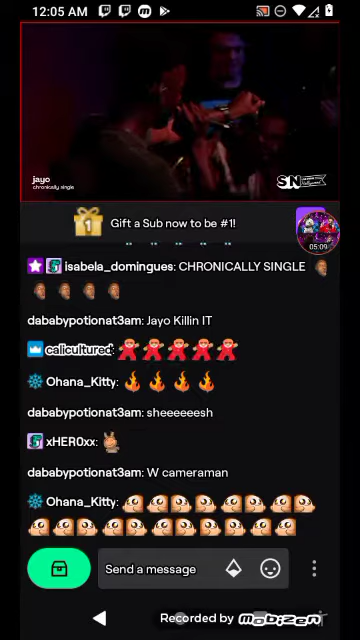 12:05 AM
jayo
chronically single
SN
Gift a Sub now to be #1!
05:09
isabela_domingues: CHRONICALLY SINGLE
dababypotionat3am: Jayo Killin IT
calicultured:
Ohana_Kitty:
dababypotionat3am: sheeeeeesh
xHER0xx:
dababypotionat3am: W cameraman
Ohana_Kitty:
Send a message
Recorded by mobizen